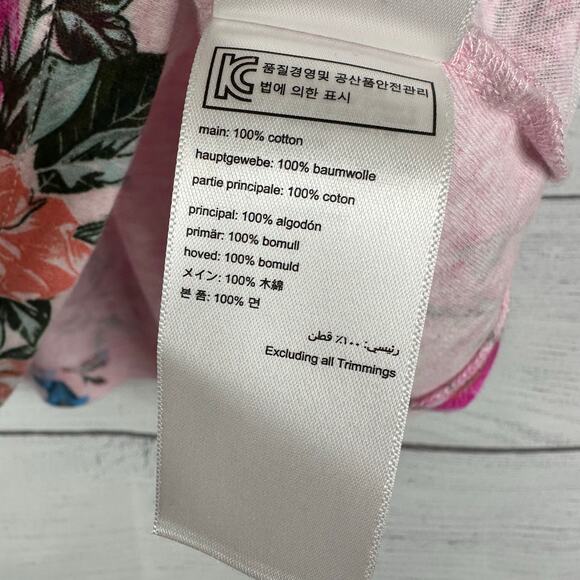 KC 품질경영및 공산품안전관리
법에 의한 표시
main: 100% cotton
hauptgewebe: 100% baumwolle
partie principale: 100% coton
principal: 100% algodón
primär: 100% bomull
hoved: 100% bomuld
メイン: 100% 木綿
본 품: 100% 면
رئيسي: ١٠٠٪ قطن
Excluding all Trimmings